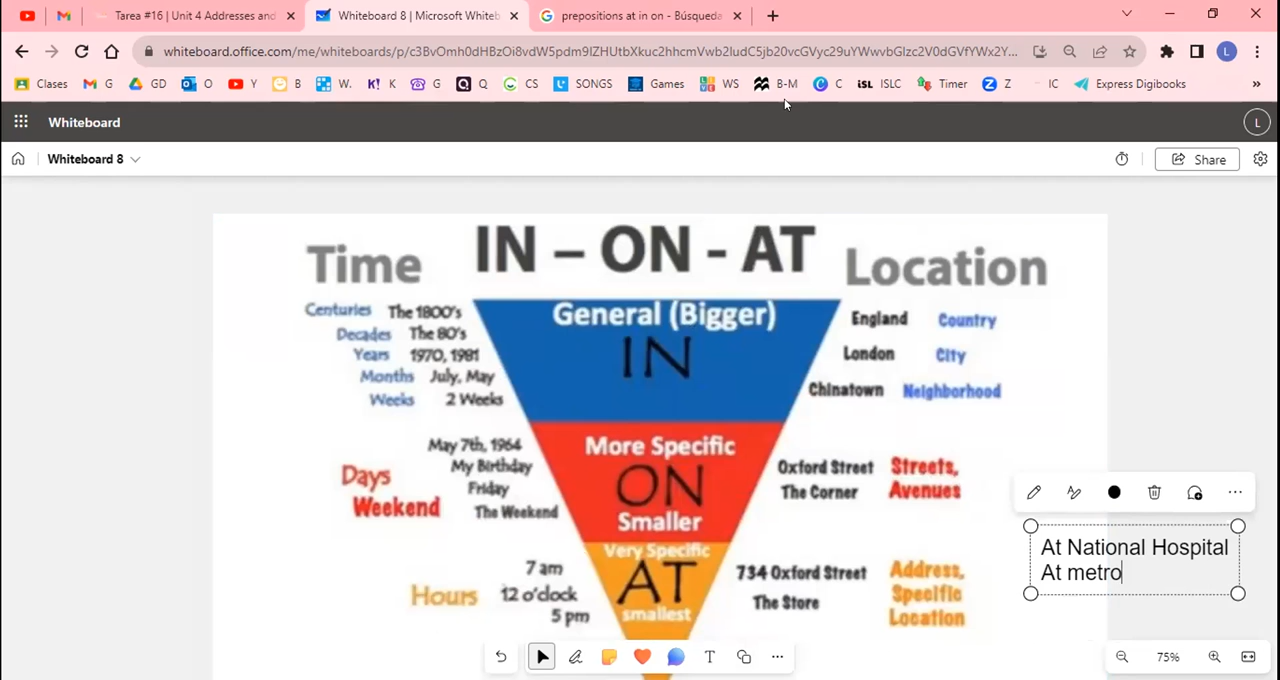 Tarea #16 | Unit 4 Addresses and
Whiteboard 8 | Microsoft Whiteb
prepositions at in on - Búsqueda
whiteboard.office.com/me/whiteboards/p/
Clases
G
GD
O
Y
B
W.
K
G
Q
CS
SONGS
Games
WS
B-M
C
iSL
ISLC
Timer
Z
IC
Express Digibooks
»
L
Whiteboard
L
Whiteboard 8
Share
IN – ON - AT
Time
Location
General (Bigger)
IN
Centuries The 1800's
Decades The 80's
Years 1970, 1981
Months July, May
Weeks 2 Weeks
England Country
London City
Chinatown Neighborhood
More Specific
ON
Smaller
Days
Weekend
May 7th, 1964
My Birthday
Friday
The Weekend
Oxford Street
The Corner
Streets,
Avenues
Very Specific
AT
smallest
Hours
7 am
12 o'clock
5 pm
734 Oxford Street
The Store
Address,
Specific
Location
At National Hospital
At metro
T
75%